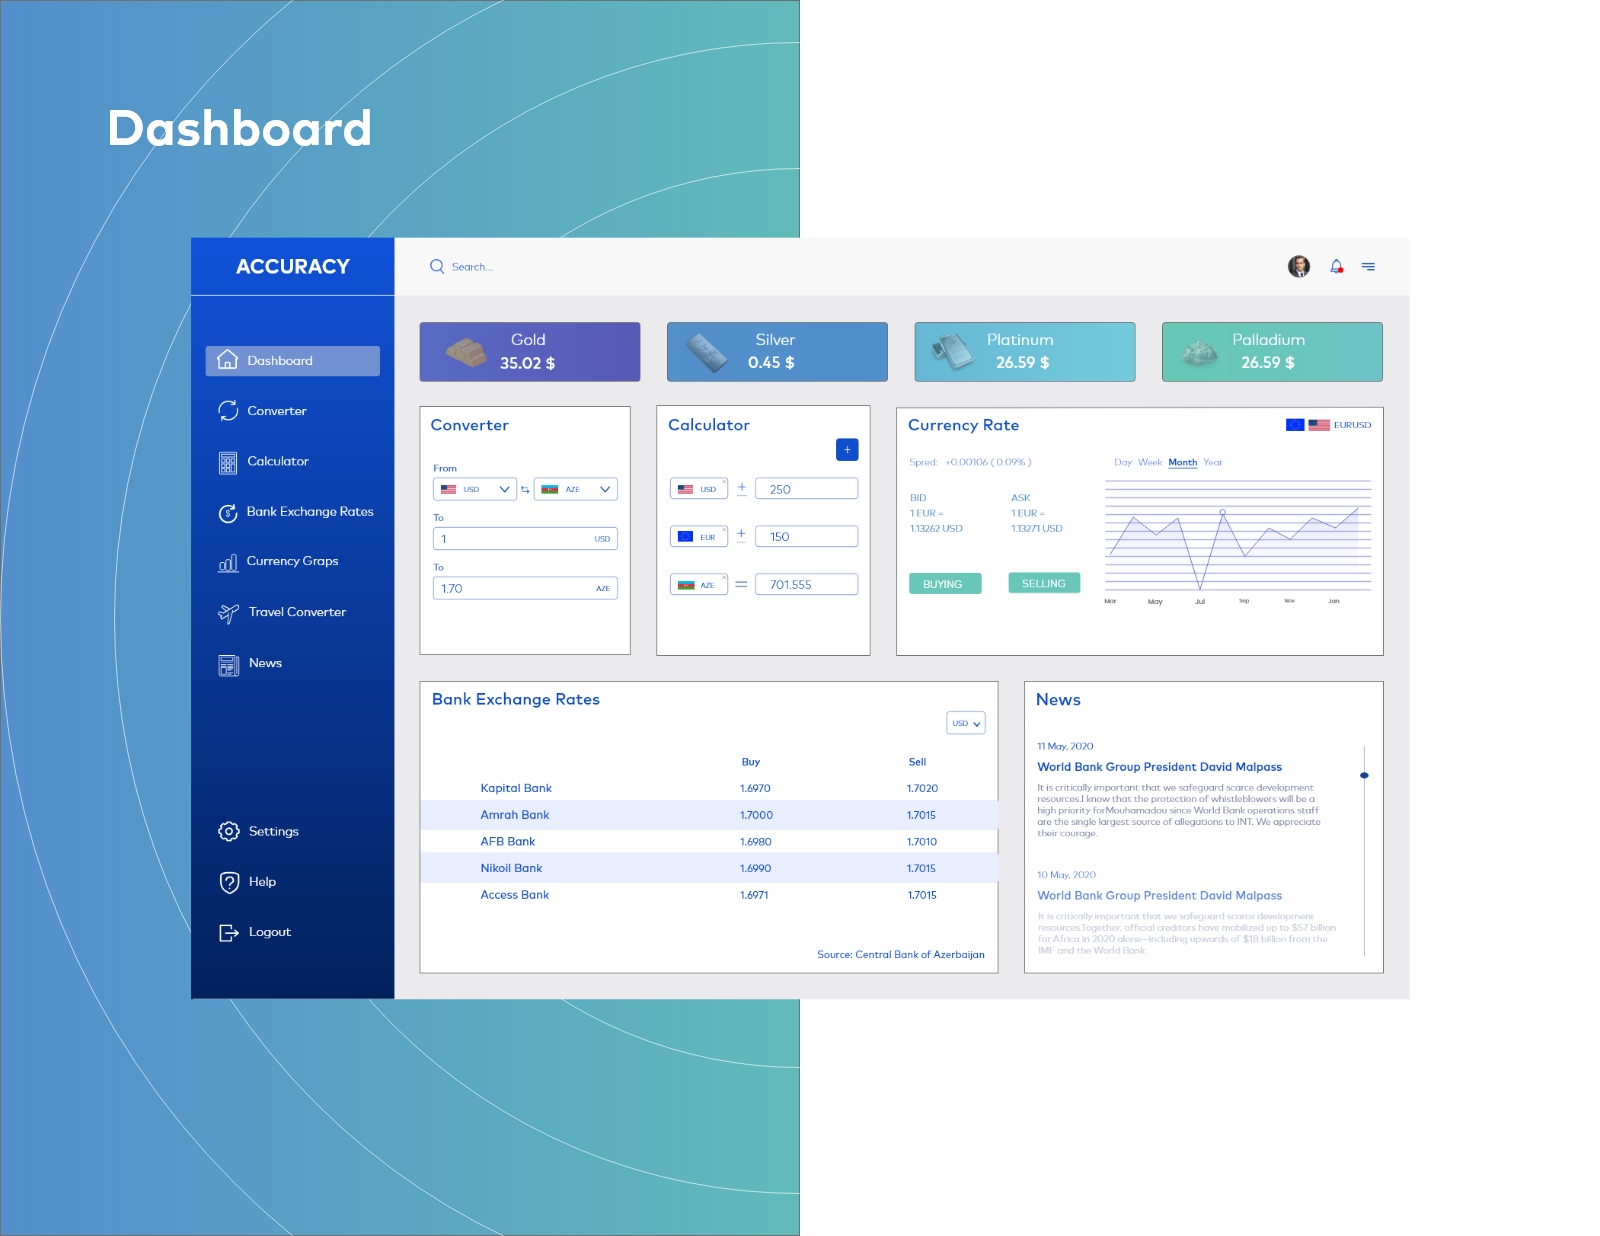 Dashboard
ACCURACY
Search...
Dashboard
Converter
Calculator
Bank Exchange Rates
Currency Graps
Travel Converter
News
Settings
Help
Logout
Gold
35.02 $
Silver
0.45 $
Platinum
26.59 $
Palladium
26.59 $
Converter
From
USD AZE
To
1 USD
To
1.70 AZE
Calculator
+
USD + 250
EUR + 150
AZE = 701.555
Currency Rate
EURUSD
Spred: +0.00106 ( 0.09% )
Day Week Month Year
BID
1 EUR =
1.13262 USD
ASK
1 EUR =
1.13271 USD
BUYING
SELLING
Mar May Jul Sep Nov Jan
Bank Exchange Rates
USD
Buy Sell
Kapital Bank 1.6970 1.7020
Amrah Bank 1.7000 1.7015
AFB Bank 1.6980 1.7010
Nikoil Bank 1.6990 1.7015
Access Bank 1.6971 1.7015
Source: Central Bank of Azerbaijan
News
11 May, 2020
World Bank Group President David Malpass
It is critically important that we safeguard scarce development
resources.I know that the protection of whistleblowers will be a
high priority forMouhamadou since World Bank operations staff
are the single largest source of allegations to INT. We appreciate
their courage.
10 May, 2020
World Bank Group President David Malpass
It is critically important that we safeguard scarce development
resources.Together, official creditors have mobilized up to $57 billion
for Africa in 2020 alone—including upwards of $18 billion from the
IMF and the World Bank.